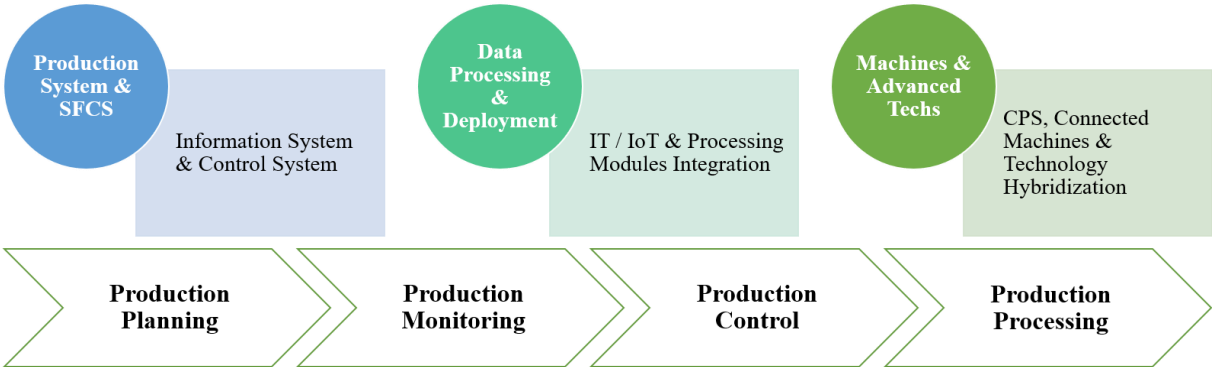 Production
System &
SFCS
Information System
& Control System
Data
Processing
&
Deployment
IT / IoT & Processing
Modules Integration
Machines &
Advanced
Techs
CPS, Connected
Machines &
Technology
Hybridization
Production
Planning
Production
Monitoring
Production
Control
Production
Processing